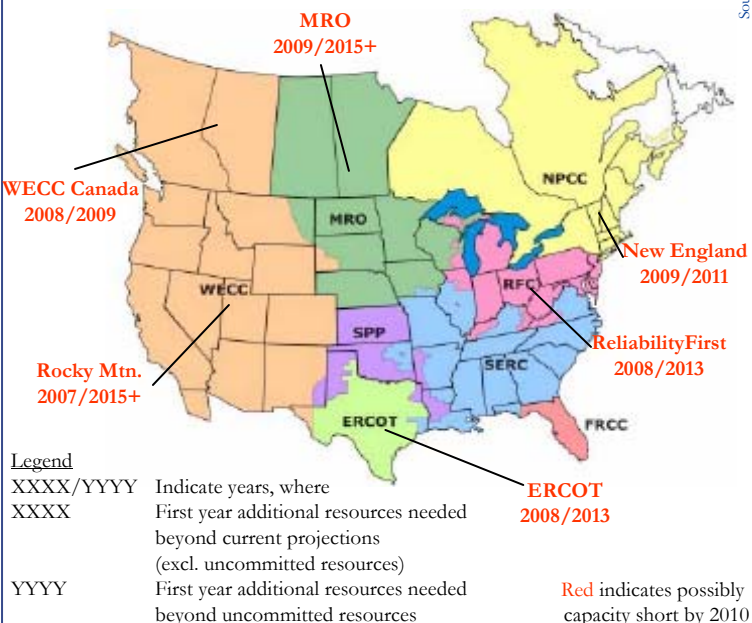 Sou
MRO
2009/2015+
NPCC
WECC Canada
2008/2009
MRO
New England
2009/2011
WECC
RFC
SPP
ReliabilityFirst
2008/2013
SERC
Rocky Mtn.
2007/2015+
ERCOT
FRCC
Legend
ERCOT
2008/2013
XXXX/YYYY Indicate years, where
XXXX First year additional resources needed
beyond current projections
(excl. uncommitted resources)
YYYY First year additional resources needed
beyond uncommitted resources
Red indicates possibly
capacity short by 2010